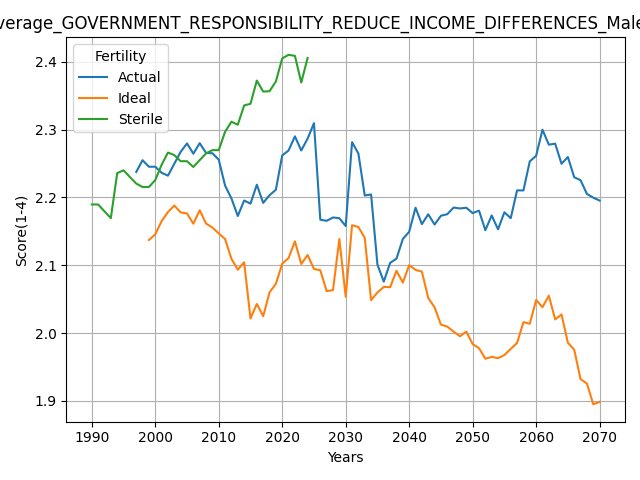 verage_GOVERNMENT_RESPONSIBILITY_REDUCE_INCOME_DIFFERENCES_Male
Fertility
Actual
Ideal
Sterile
Score(1-4)
2.4
2.3
2.2
2.1
2.0
1.9
1990 2000 2010 2020 2030 2040 2050 2060 2070
Years